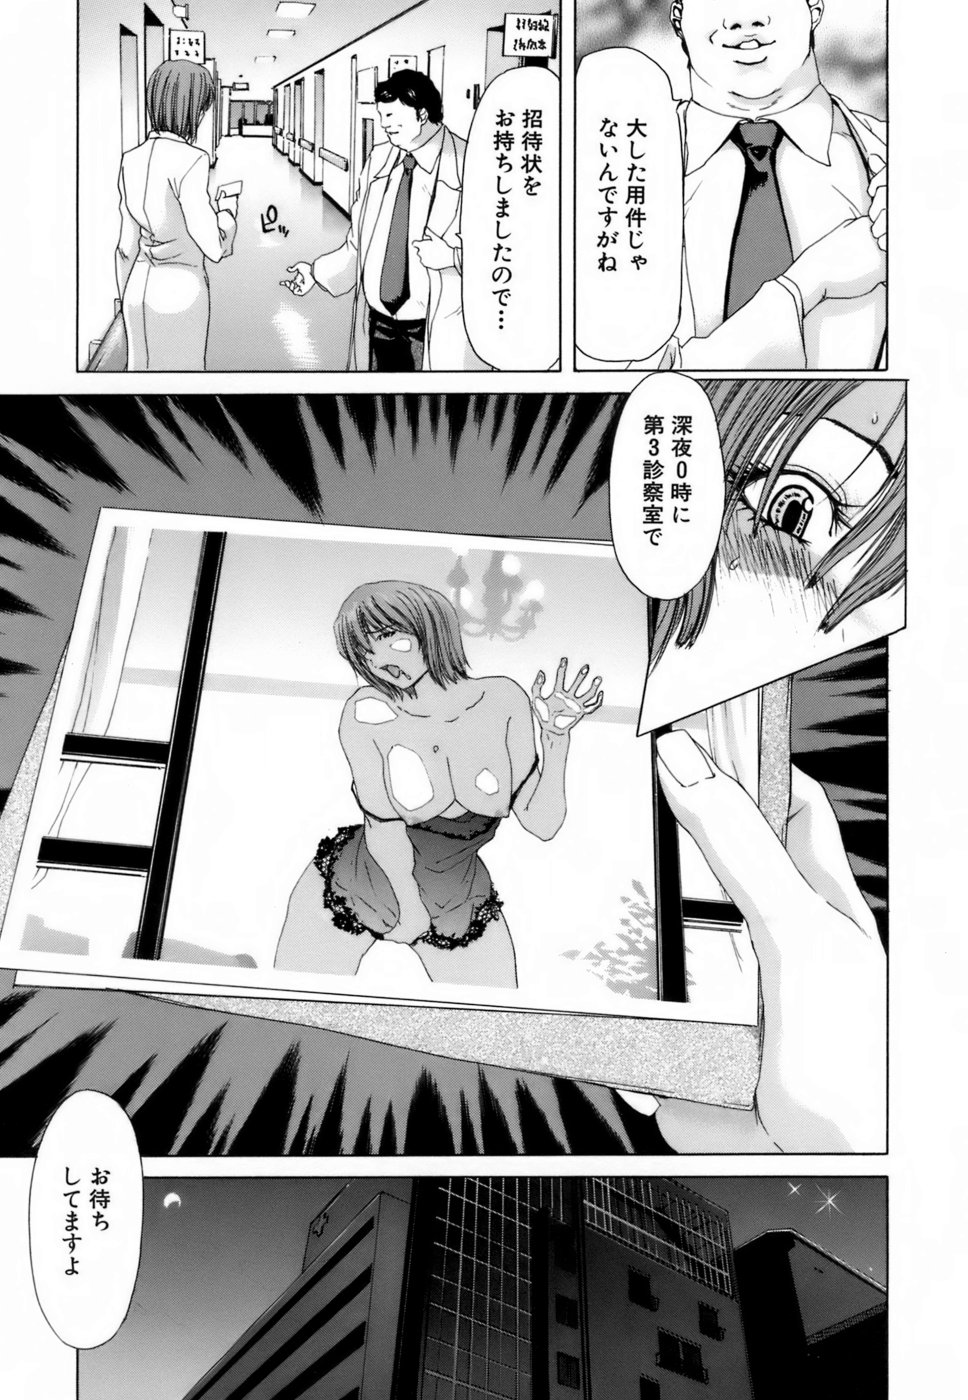 大した用件じゃ
ないんですがね
招待状を
お持ちしましたので…
ピッ
深夜0時に
第3診察室で
お待ち
してますよ